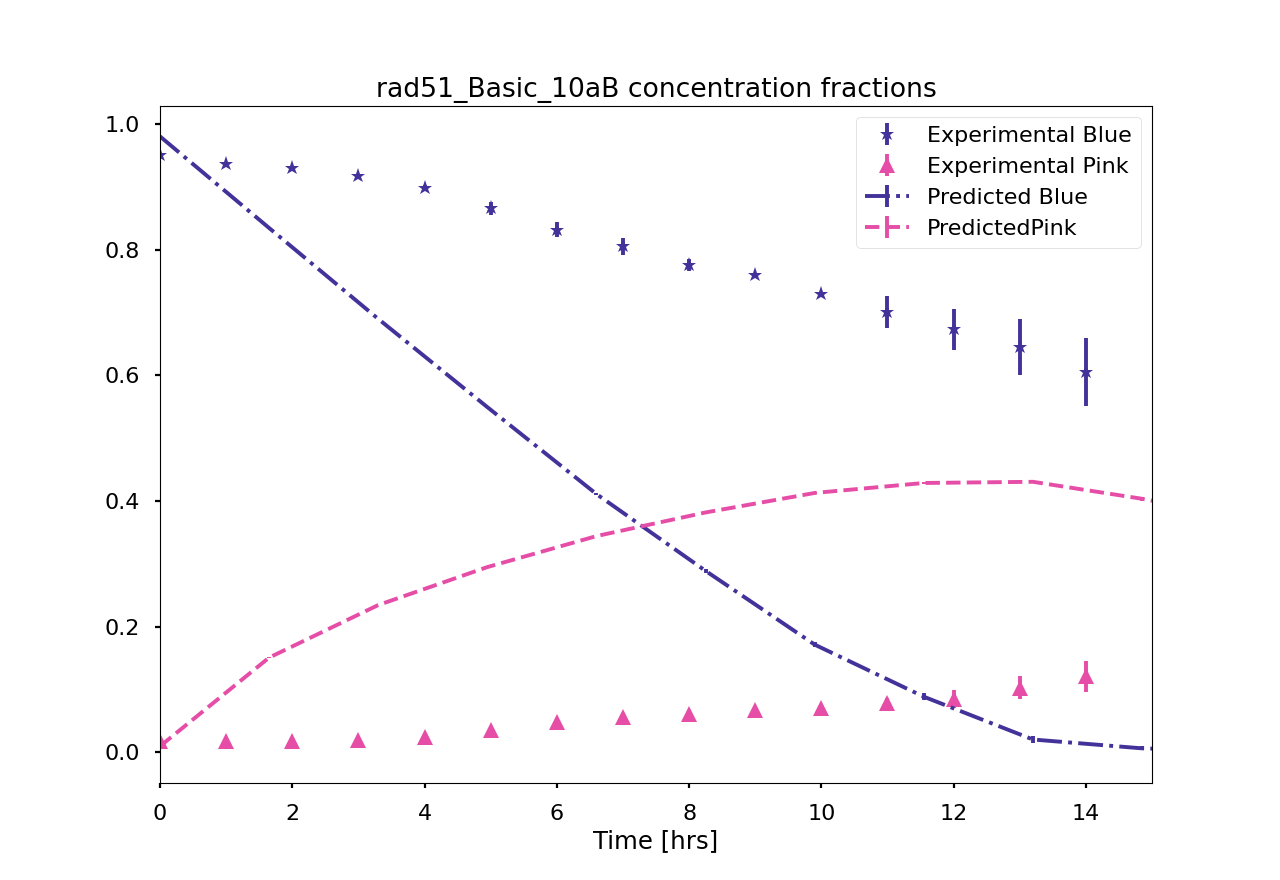 rad51_Basic_10aB concentration fractions
1.0
0.8
0.6
0.4
0.2
0.0
Experimental Blue
Experimental Pink
Predicted Blue
PredictedPink
0 2 4 6 8 10 12 14
Time [hrs]